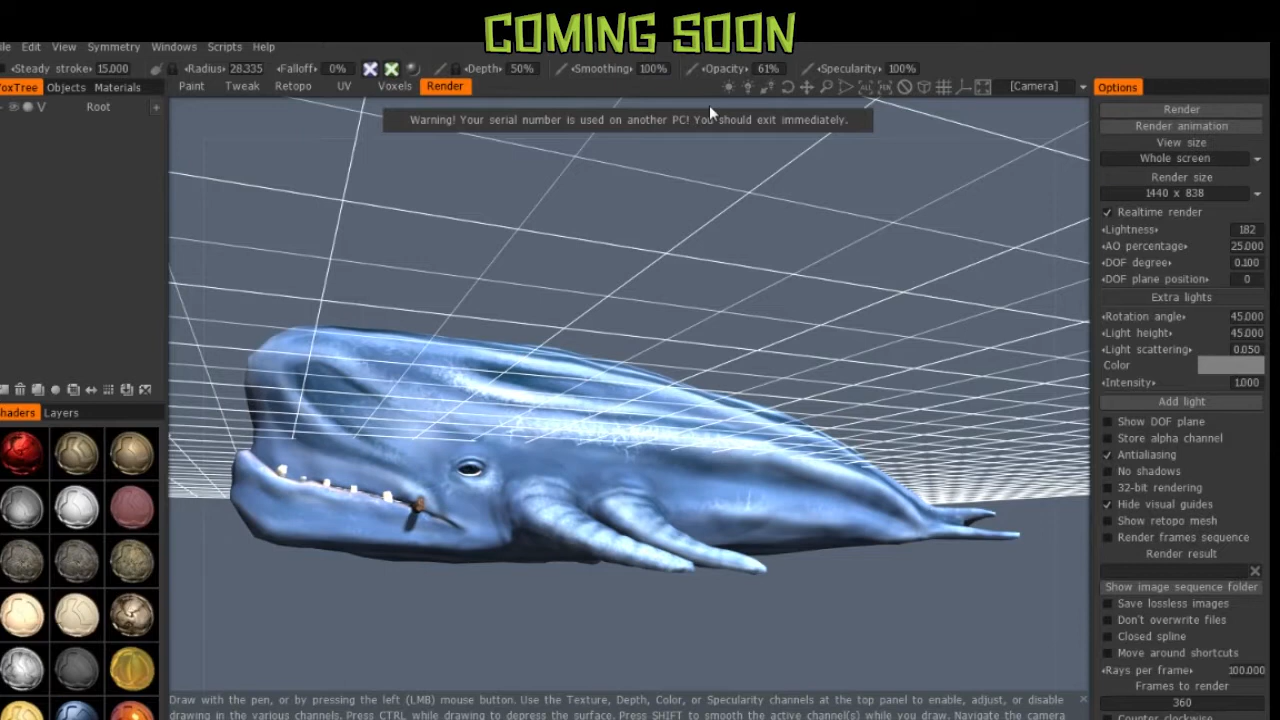 COMING SOON
Edit View Symmetry Windows Scripts Help
Steady stroke 15.000 Radius 28.335 Falloff 0% Depth 50% Smoothing 100% Opacity 61% Specularity 100%
Objects Materials Paint Tweak Retopo UV Voxels Render [Camera] Options
V Root +
Warning! Your serial number is used on another PC! You should exit immediately.
Render
Render animation
View size
Whole screen
Render size
1440 x 838
Realtime render
Lightness 182
AO percentage 25.000
DOF degree 0.100
DOF plane position 0
Extra lights
Rotation angle 45.000
Light height 45.000
Light scattering 0.050
Color
Intensity 1.000
Add light
Show DOF plane
Store alpha channel
Antialiasing
No shadows
32-bit rendering
Hide visual guides
Show retopo mesh
Render frames sequence
Render result
Show image sequence folder
Save lossless images
Don't overwrite files
Closed spline
Move around shortcuts
Rays per frame 100.000
Frames to render
360
Counter clockwise
Layers
Draw with the pen, or by pressing the left (LMB) mouse button. Use the Texture, Depth, Color, or Specularity channels at the top panel to enable, adjust, or disable
drawing in the various channels. Press CTRL while drawing to depress the surface. Press SHIFT to smooth the active channel(s) while you draw. Navigate the camera